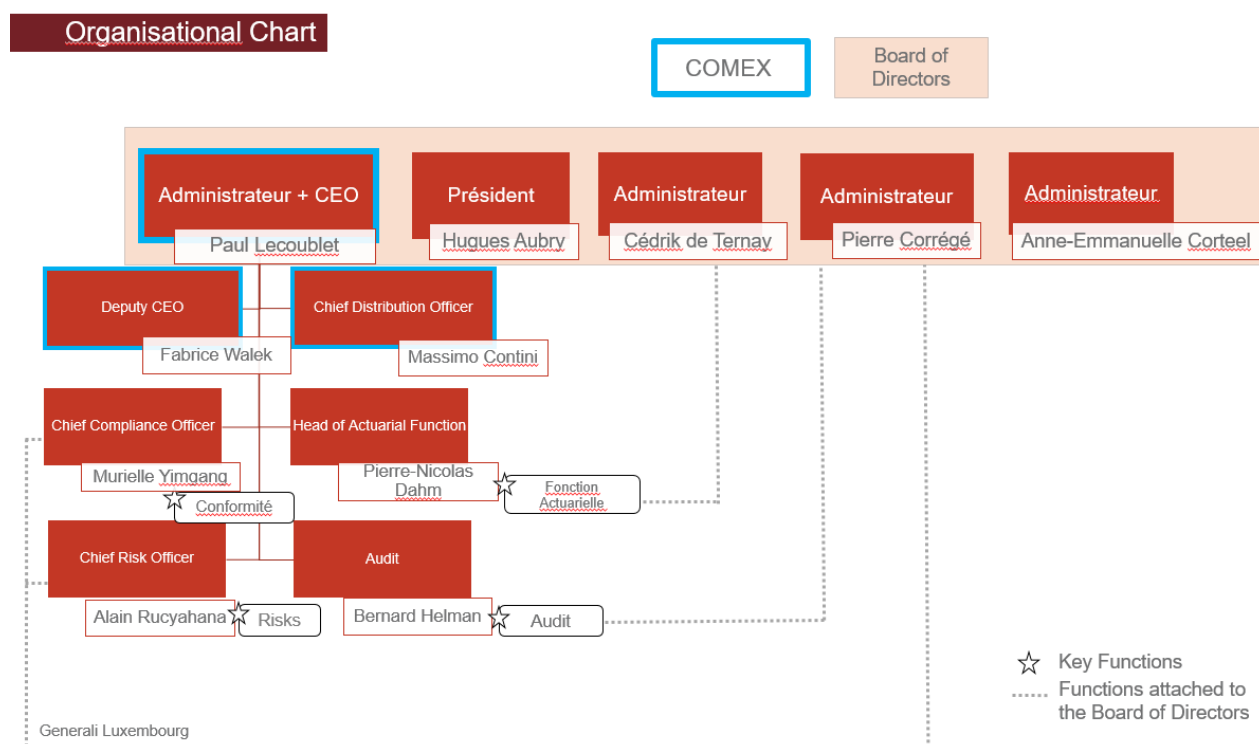 Organisational Chart
COMEX
Board of
Directors
Administrateur + CEO
Président
Administrateur
Administrateur
Administrateur
Paul Lecoublet
Hugues Aubry
Cédrik de Ternay
Pierre Corrégé
Anne-Emmanuelle Corteel
Deputy CEO
Chief Distribution Officer
Fabrice Walek
Massimo Contini
Chief Compliance Officer
Head of Actuarial Function
Murielle Yimgang
Pierre-Nicolas
Dahm
Conformité
Fonction
Actuarielle
Chief Risk Officer
Audit
Alain Rucyahana
Risks
Bernard Helman
Audit
Key Functions
Functions attached to
the Board of Directors
Generali Luxembourg